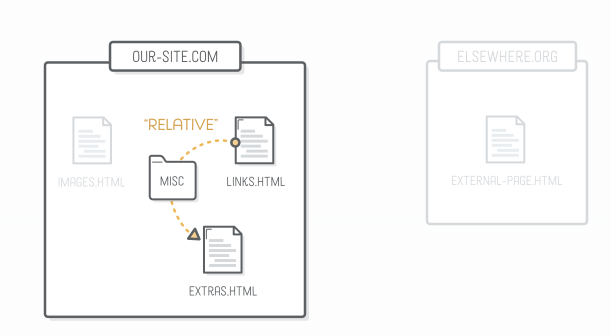 OUR-SITE.COM
ELSEWHERE.ORG
"RELATIVE"
IMAGES.HTML
MISC
LINKS.HTML
EXTERNAL-PAGE.HTML
EXTRAS.HTML